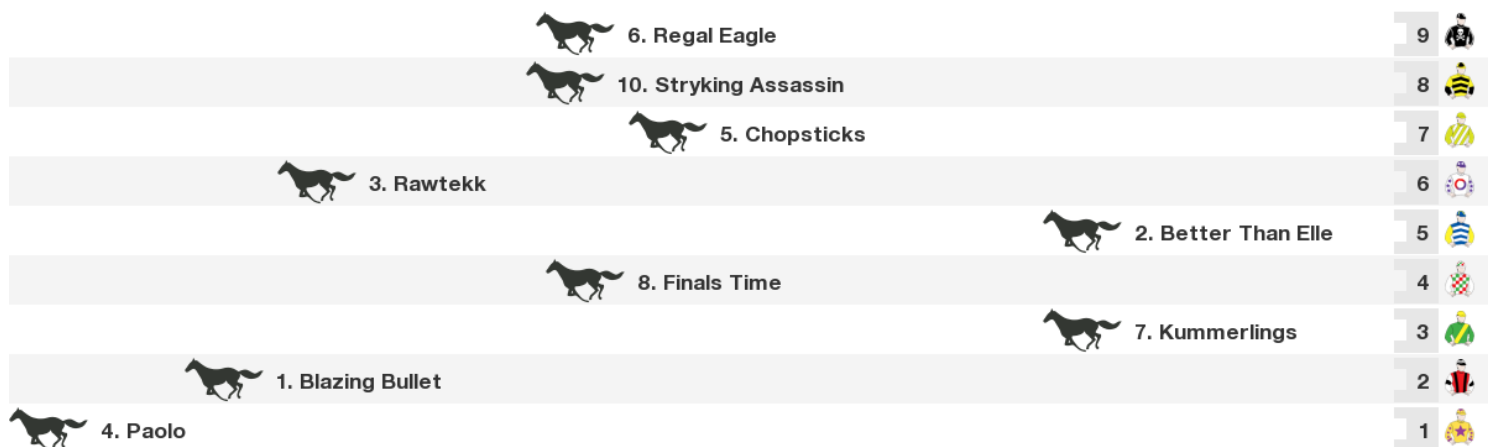 6. Regal Eagle 9
10. Stryking Assassin 8
5. Chopsticks 7
3. Rawtekk 6
2. Better Than Elle 5
8. Finals Time 4
7. Kummerlings 3
1. Blazing Bullet 2
4. Paolo 1